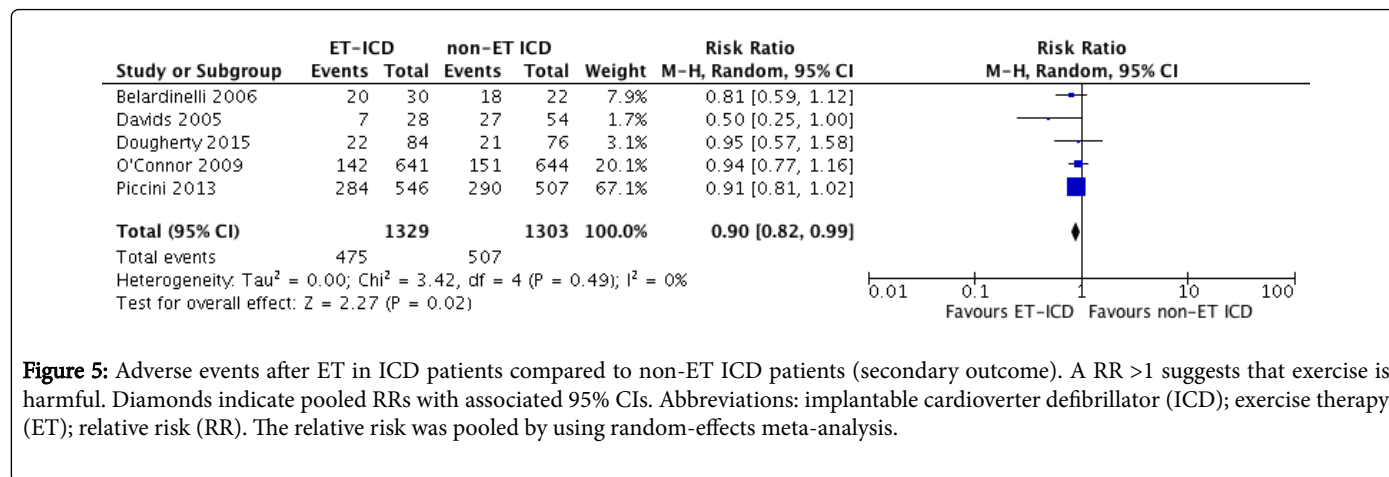 ET-ICD non-ET ICD Risk Ratio Risk Ratio
Study or Subgroup Events Total Events Total Weight M-H, Random, 95% CI M-H, Random, 95% CI
Belardinelli 2006 20 30 18 22 7.9% 0.81 [0.59, 1.12]
Davids 2005 7 28 27 54 1.7% 0.50 [0.25, 1.00]
Dougherty 2015 22 84 21 76 3.1% 0.95 [0.57, 1.58]
O'Connor 2009 142 641 151 644 20.1% 0.94 [0.77, 1.16]
Piccini 2013 284 546 290 507 67.1% 0.91 [0.81, 1.02]
Total (95% CI) 1329 1303 100.0% 0.90 [0.82, 0.99]
Total events 475 507
Heterogeneity: Tau² = 0.00; Chi² = 3.42, df = 4 (P = 0.49); I² = 0%
Test for overall effect: Z = 2.27 (P = 0.02)
0.01 0.1 1 10 100
Favours ET-ICD Favours non-ET ICD
Figure 5: Adverse events after ET in ICD patients compared to non-ET ICD patients (secondary outcome). A RR >1 suggests that exercise is
harmful. Diamonds indicate pooled RRs with associated 95% CIs. Abbreviations: implantable cardioverter defibrillator (ICD); exercise therapy
(ET); relative risk (RR). The relative risk was pooled by using random-effects meta-analysis.